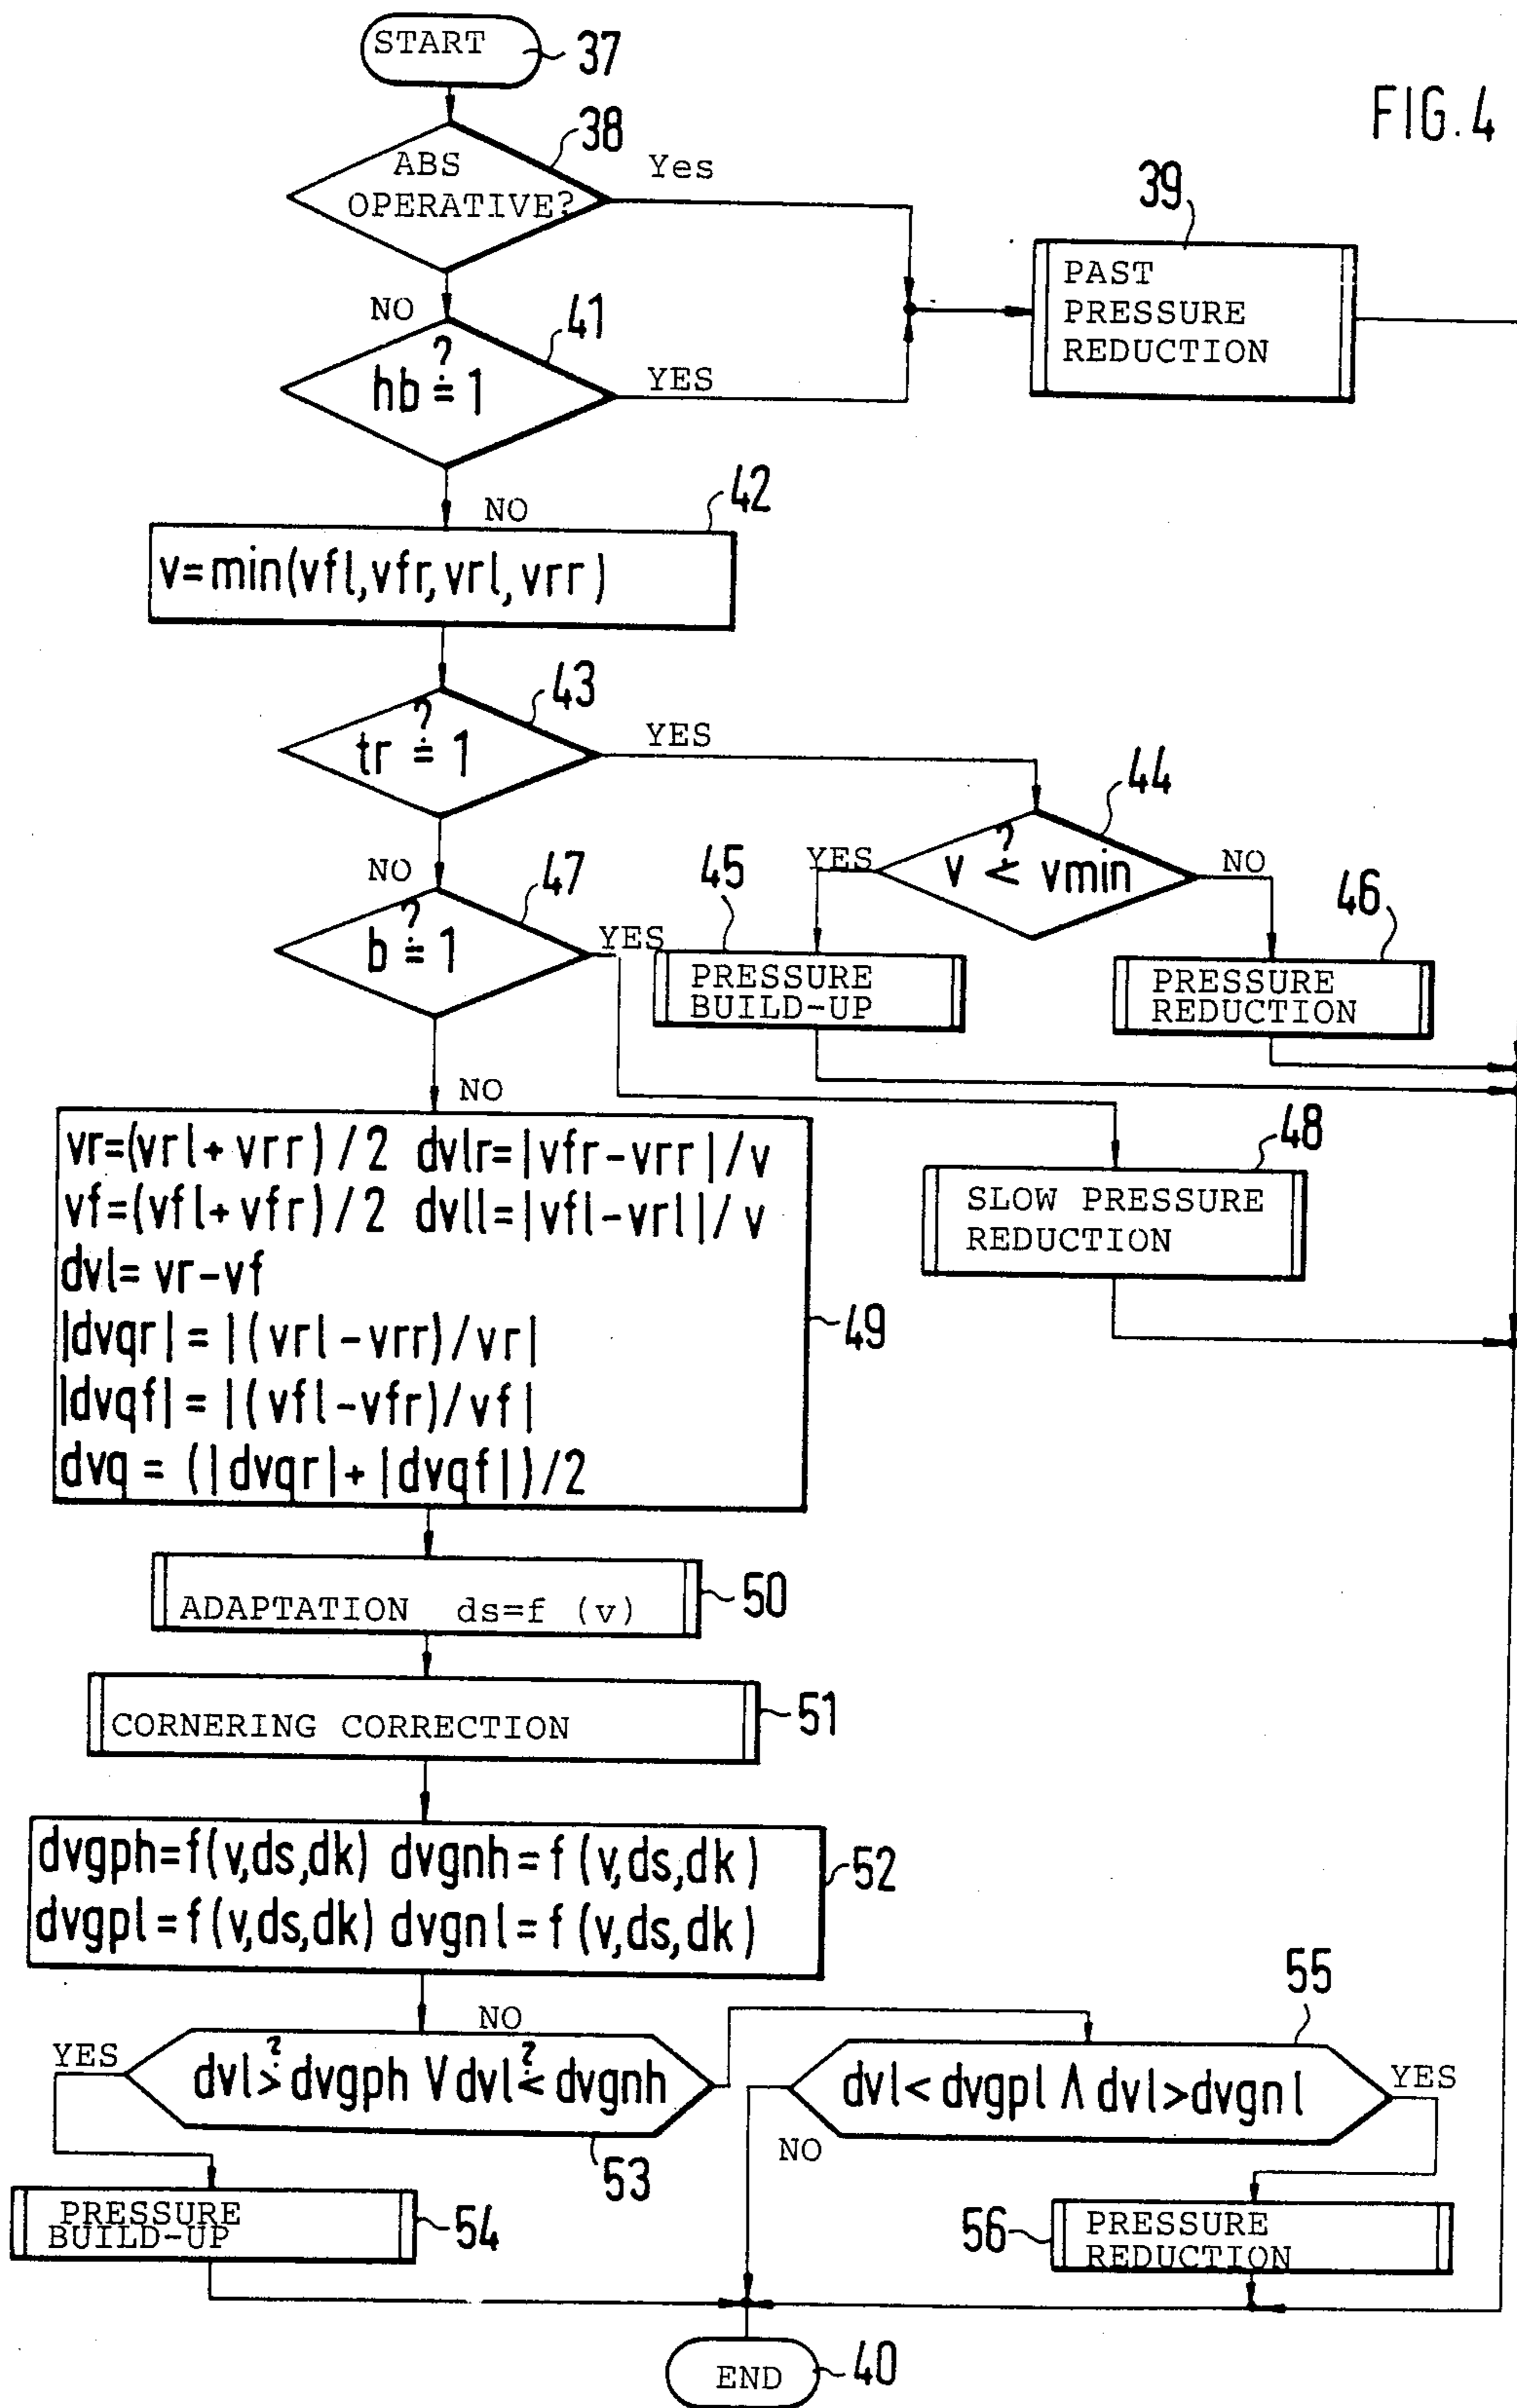 START
37
FIG. 4
38
Yes
ABS
OPERATIVE?
39
PAST
PRESSURE
REDUCTION
NO
41
hb ≟ 1
YES
NO
42
v=min(vfl,vfr,vrl,vrr)
43
tr ≟ 1
YES
44
v <? vmin
YES
NO
45
46
NO
47
b ≟ 1
YES
PRESSURE
BUILD-UP
PRESSURE
REDUCTION
NO
48
SLOW PRESSURE
REDUCTION
vr=(vrl+vrr)/2 dvlr=|vfr-vrr|/v
vf=(vfl+vfr)/2 dvll=|vfl-vrl|/v
dvl=vr-vf
|dvqr|=|(vrl-vrr)/vr|
|dvqf|=|(vfl-vfr)/vf|
dvq=(|dvqr|+|dvqf|)/2
49
ADAPTATION ds=f (v)
50
CORNERING CORRECTION
51
dvgph=f(v,ds,dk) dvgnh=f(v,ds,dk)
dvgpl=f(v,ds,dk) dvgnl=f(v,ds,dk)
52
NO
55
YES
dvl>?dvgph V dvl<?dvgnh
53
dvl<dvgpl Λ dvl>dvgnl
YES
NO
PRESSURE
BUILD-UP
54
56
PRESSURE
REDUCTION
END
40